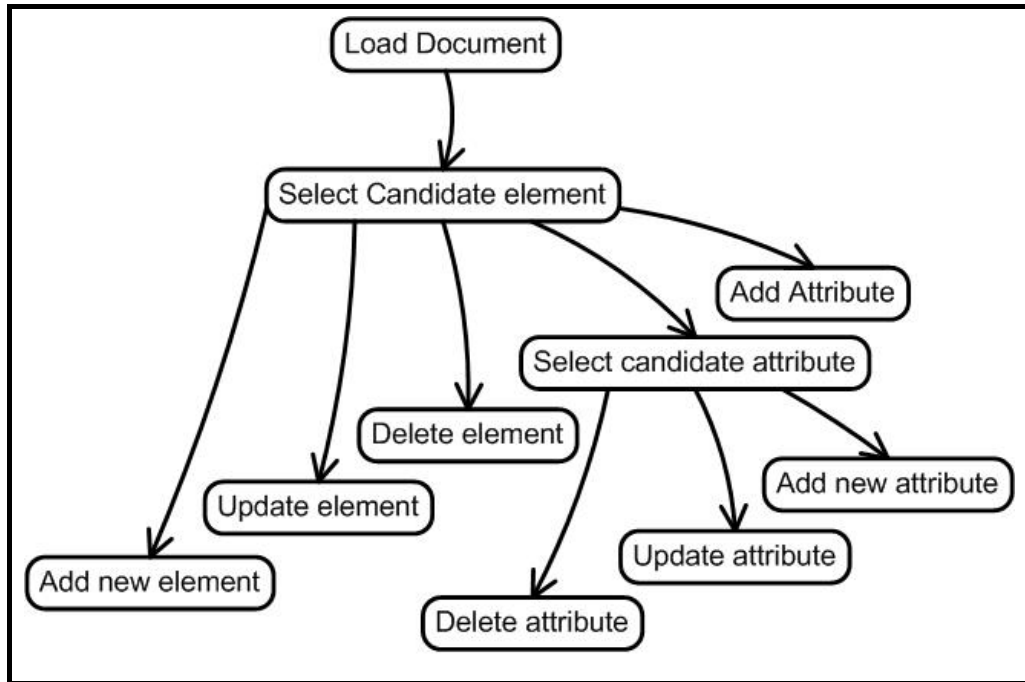 Load Document
Select Candidate element
Add Attribute
Select candidate attribute
Delete element
Add new attribute
Update element
Update attribute
Add new element
Delete attribute